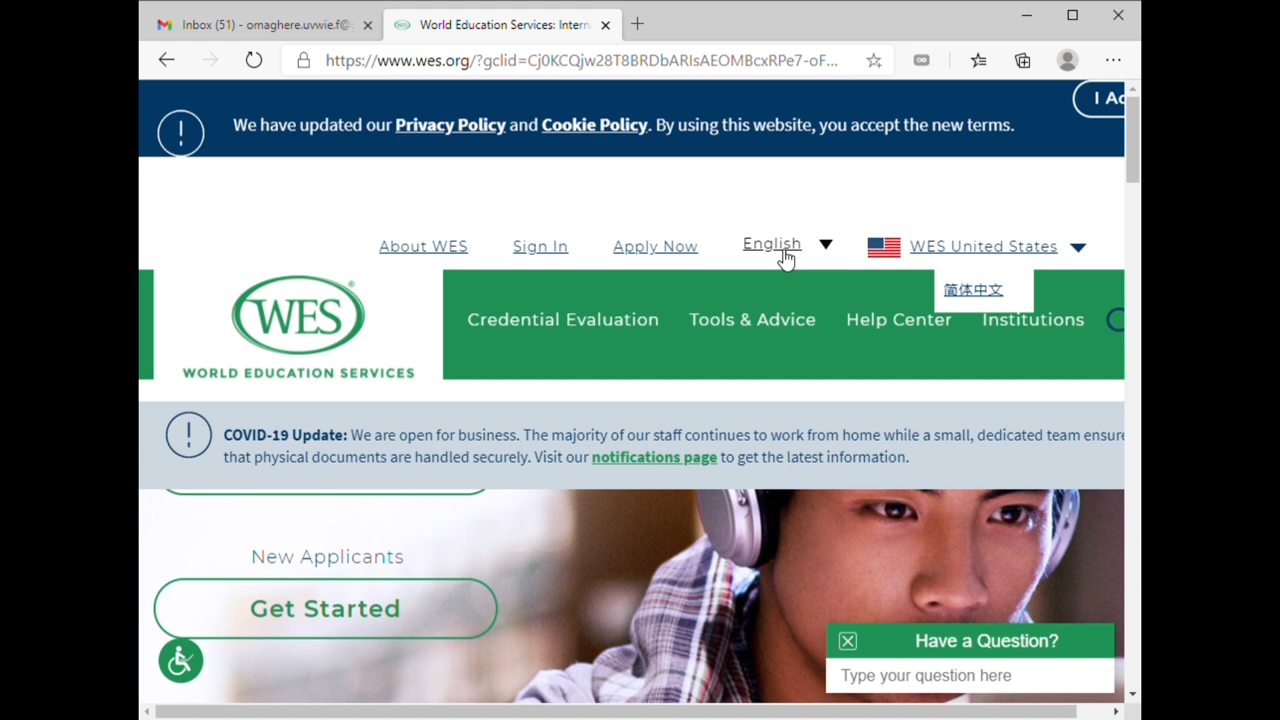 Inbox (51) - omaghere.uvwie.f@
World Education Services: Intern
https://www.wes.org/?gclid=Cj0KCQjw28T8BRDbARIsAEOMBcxRPe7-oF...
I Ac
We have updated our Privacy Policy and Cookie Policy. By using this website, you accept the new terms.
About WES
Sign In
Apply Now
English
WES United States
简体中文
WES
WORLD EDUCATION SERVICES
Credential Evaluation
Tools & Advice
Help Center
Institutions
COVID-19 Update: We are open for business. The majority of our staff continues to work from home while a small, dedicated team ensure
that physical documents are handled securely. Visit our notifications page to get the latest information.
New Applicants
Get Started
Have a Question?
Type your question here